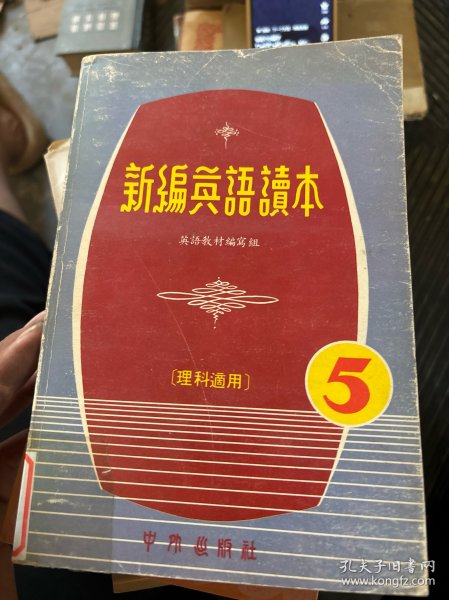 新編英語讀本
英語教材編寫組
〔理科適用〕
5
中外出版社
孔夫子旧书网
www.kongfz.com